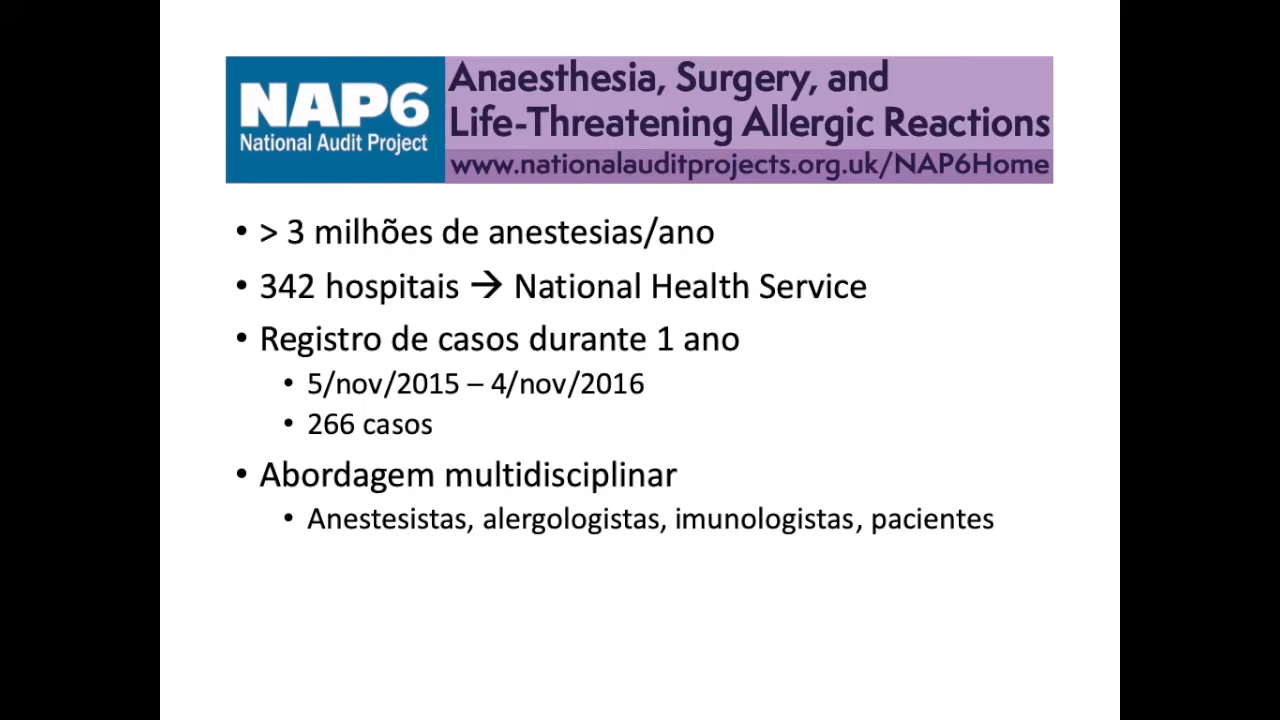 NAP6
National Audit Project
Anaesthesia, Surgery, and
Life-Threatening Allergic Reactions
www.nationalauditprojects.org.uk/NAP6Home
• > 3 milhões de anestesias/ano
• 342 hospitais → National Health Service
• Registro de casos durante 1 ano
• 5/nov/2015 – 4/nov/2016
• 266 casos
• Abordagem multidisciplinar
• Anestesistas, alergologistas, imunologistas, pacientes